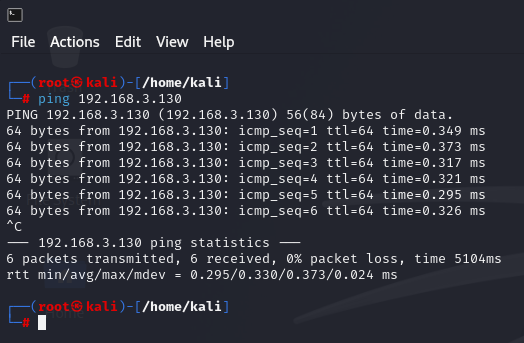 File Actions Edit View Help
┌──(root㉿kali)-[/home/kali]
└─# ping 192.168.3.130
PING 192.168.3.130 (192.168.3.130) 56(84) bytes of data.
64 bytes from 192.168.3.130: icmp_seq=1 ttl=64 time=0.349 ms
64 bytes from 192.168.3.130: icmp_seq=2 ttl=64 time=0.373 ms
64 bytes from 192.168.3.130: icmp_seq=3 ttl=64 time=0.317 ms
64 bytes from 192.168.3.130: icmp_seq=4 ttl=64 time=0.321 ms
64 bytes from 192.168.3.130: icmp_seq=5 ttl=64 time=0.295 ms
64 bytes from 192.168.3.130: icmp_seq=6 ttl=64 time=0.326 ms
^C
--- 192.168.3.130 ping statistics ---
6 packets transmitted, 6 received, 0% packet loss, time 5104ms
rtt min/avg/max/mdev = 0.295/0.330/0.373/0.024 ms
┌──(root㉿kali)-[/home/kali]
└─#